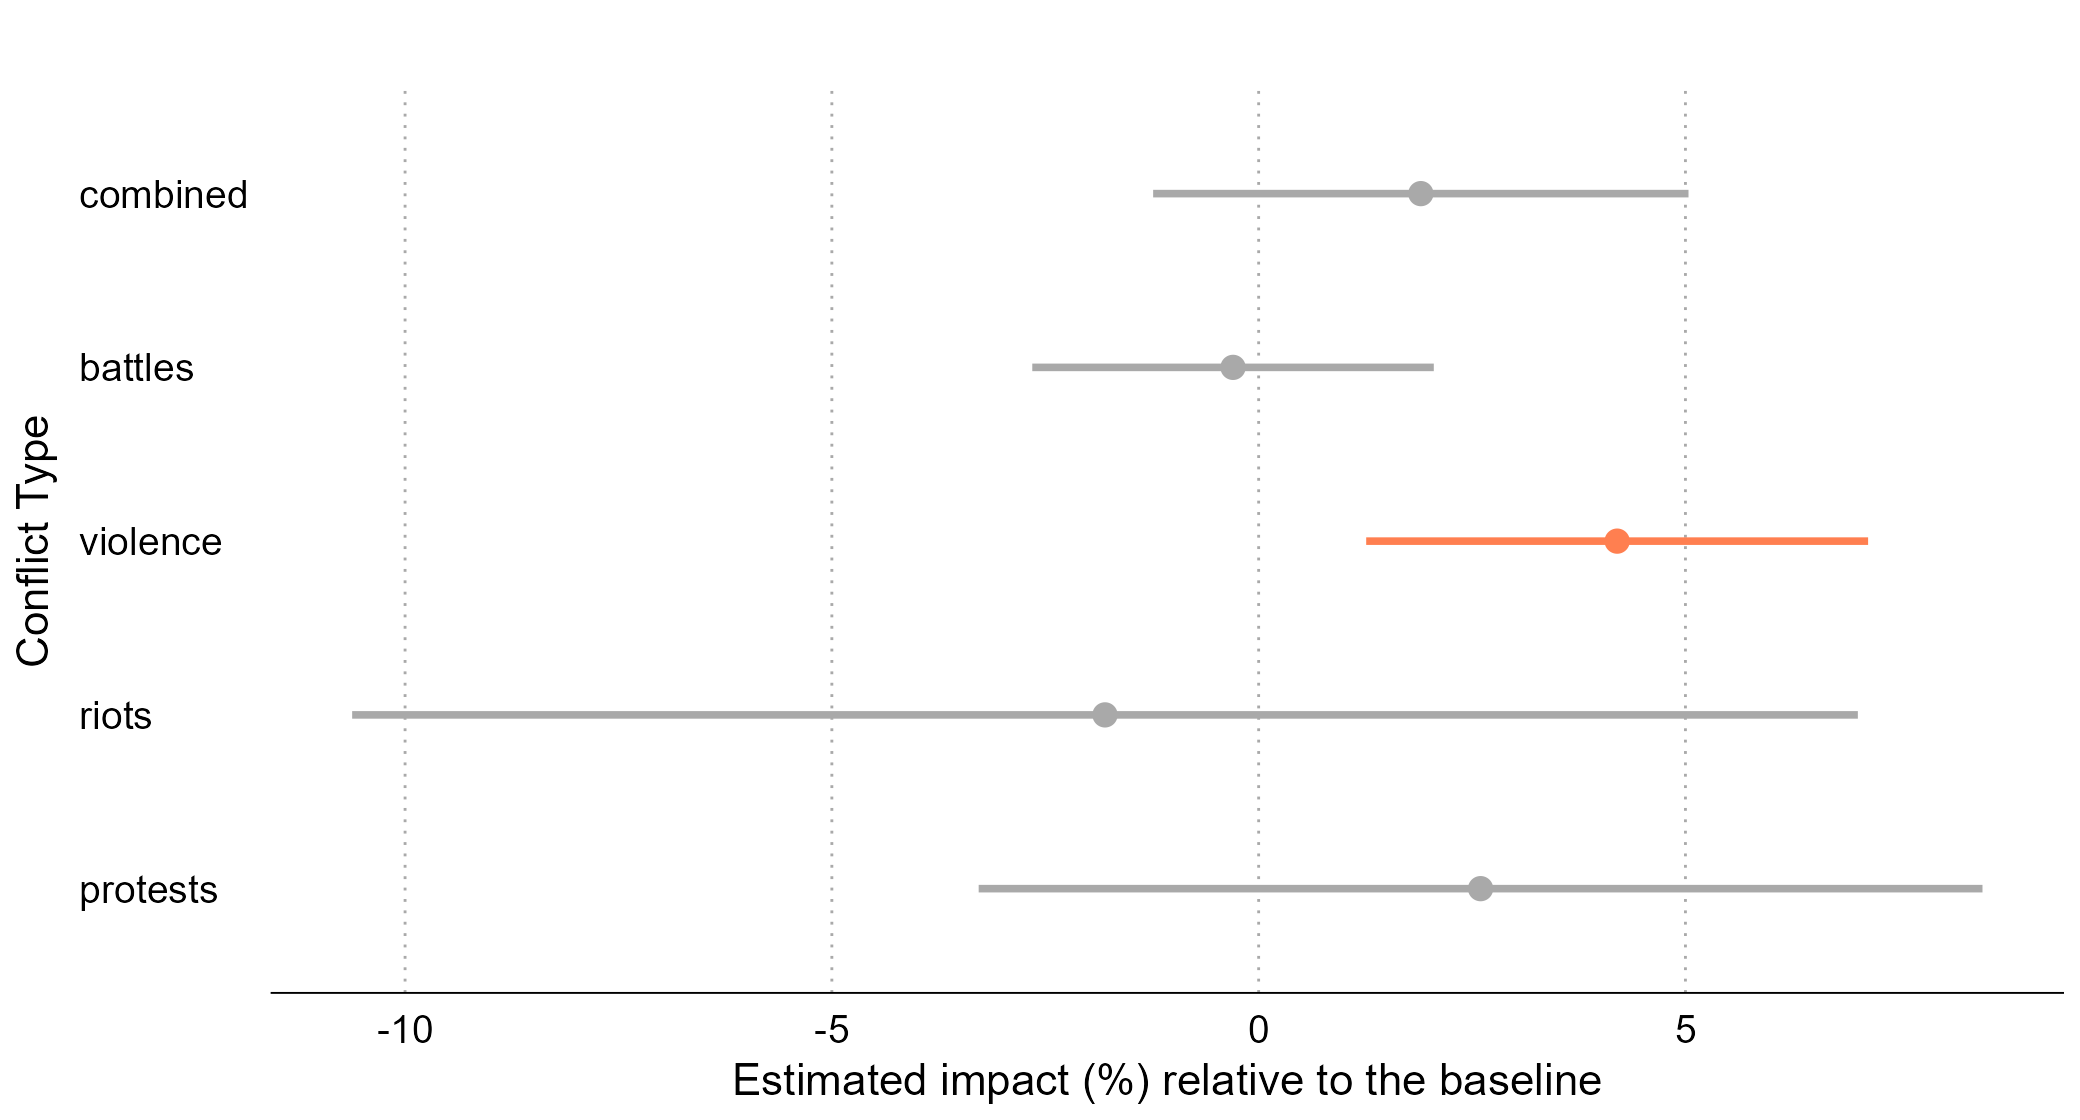 combined
battles
violence
riots
protests
Conflict Type
-10 -5 0 5
Estimated impact (%) relative to the baseline